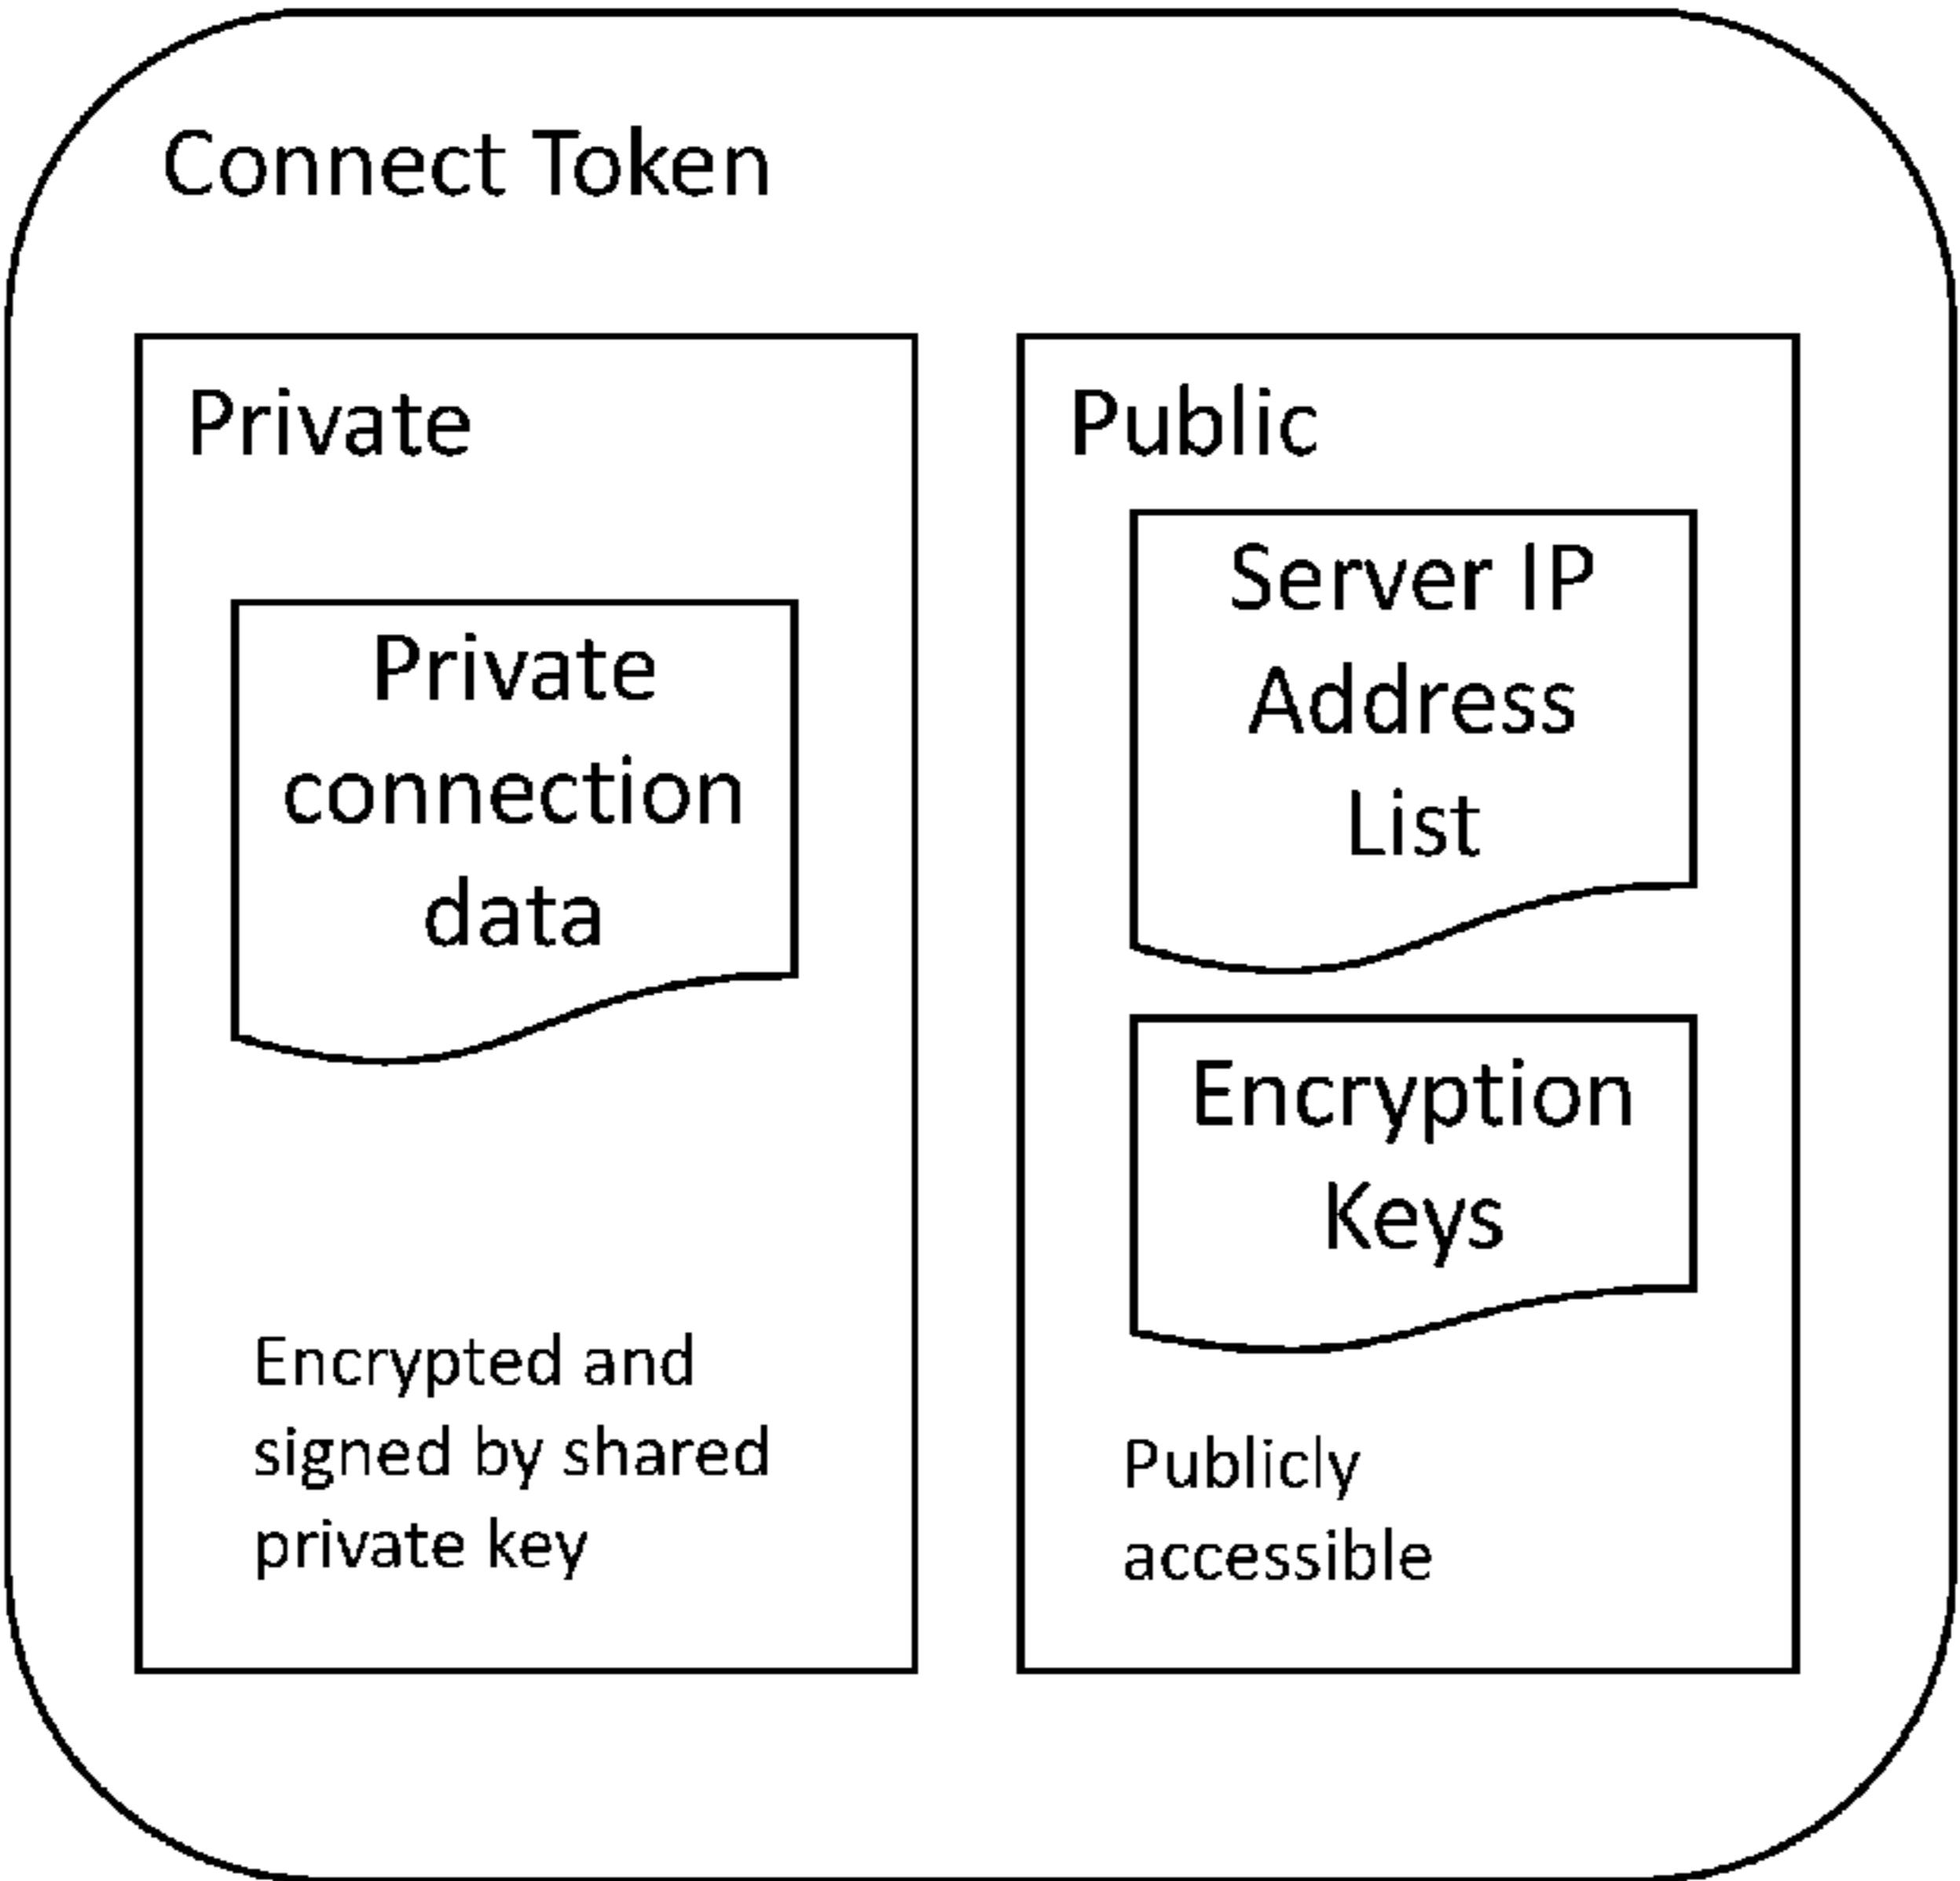 Connect Token
Private
Private
connection
data
Encrypted and
signed by shared
private key
Public
Server IP
Address
List
Encryption
Keys
Publicly
accessible